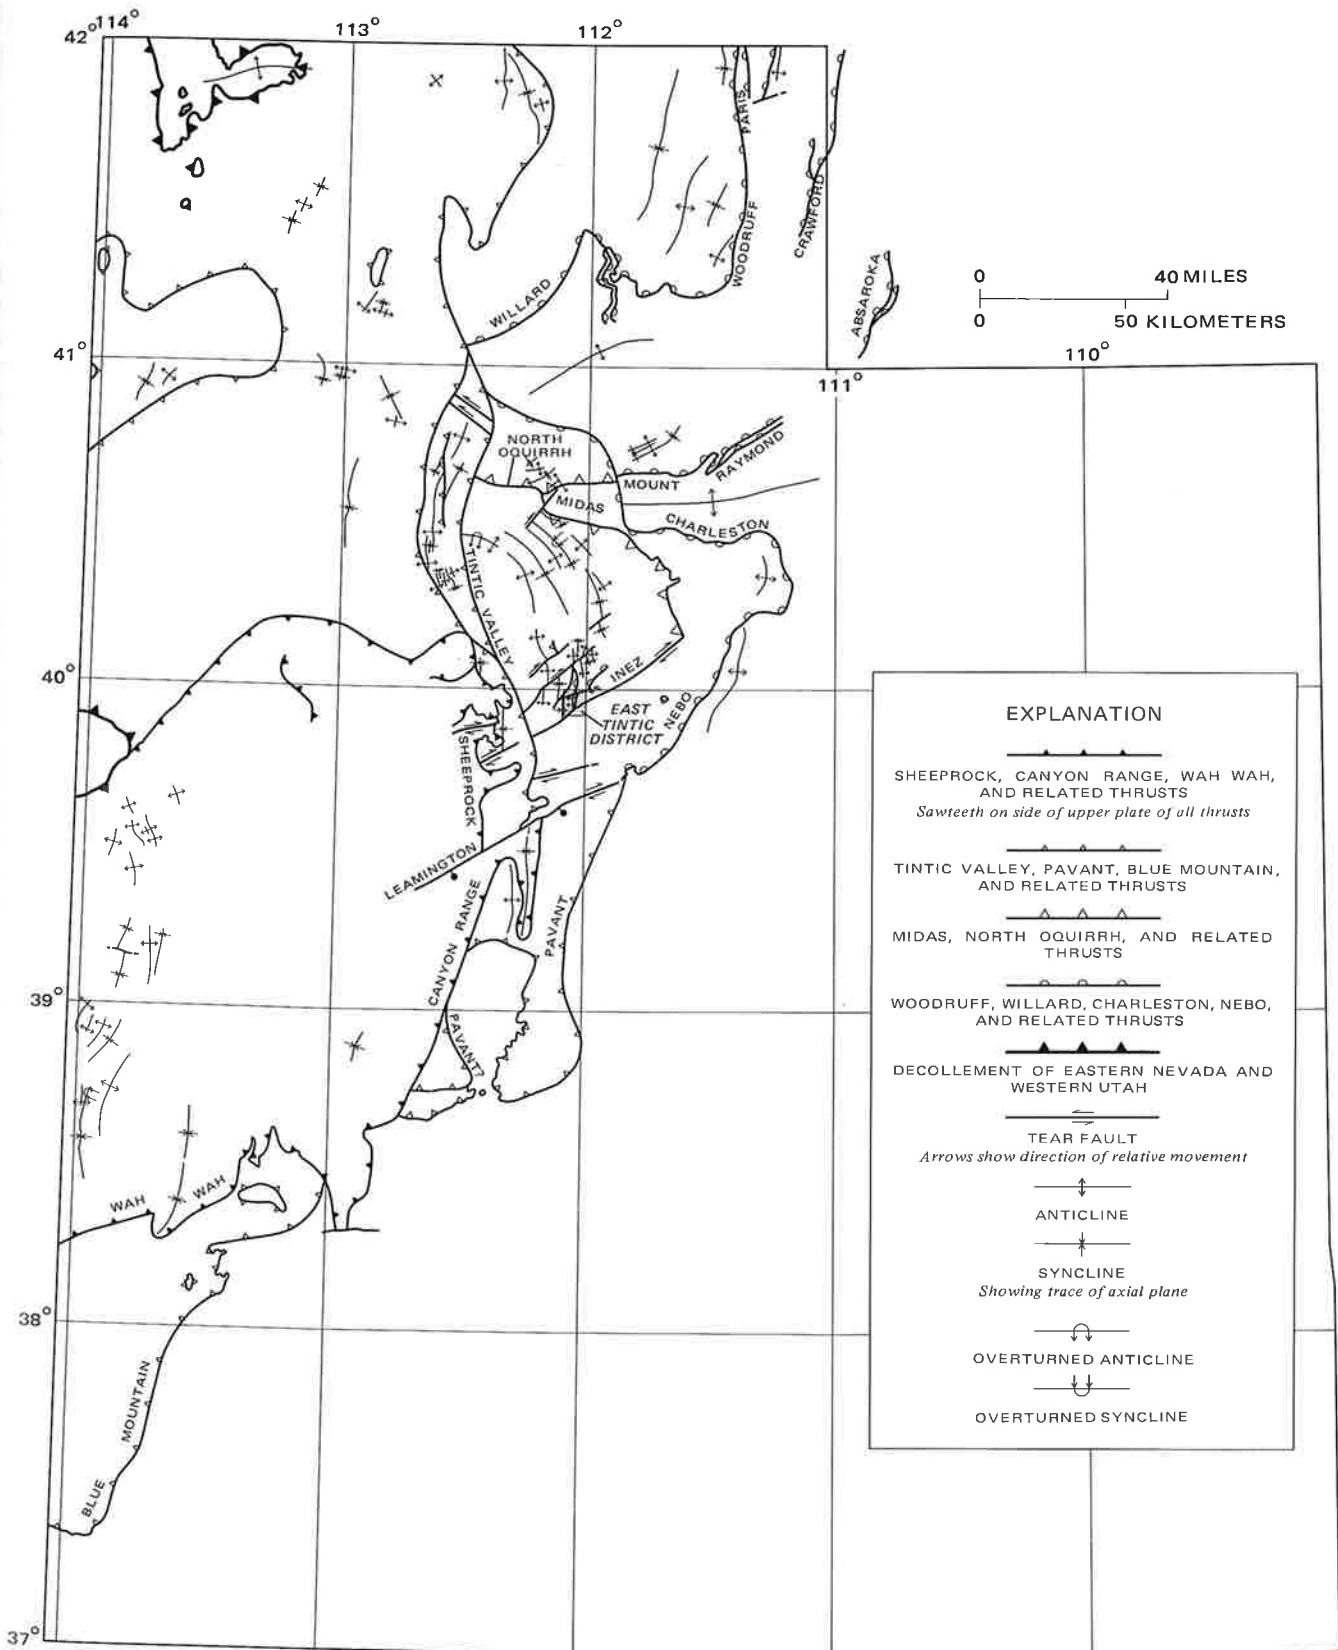 42° 114° 113° 112°
PARIS
WOODRUFF
CRAWFORD
ABSAROKA
WILLARD
0 40 MILES
0 50 KILOMETERS
41° 110°
111°
NORTH
OQUIRRH
MOUNT RAYMOND
MIDAS
CHARLESTON
TINTIC VALLEY
40°
INEZ
EAST
TINTIC
DISTRICT
NEBO
SHEEPROCK
LEAMINGTON
CANYON RANGE
PAVANT
39°
PAVANT?
WAH WAH
38°
BLUE MOUNTAIN
37°
EXPLANATION
SHEEPROCK, CANYON RANGE, WAH WAH,
AND RELATED THRUSTS
Sawteeth on side of upper plate of all thrusts
TINTIC VALLEY, PAVANT, BLUE MOUNTAIN,
AND RELATED THRUSTS
MIDAS, NORTH OQUIRRH, AND RELATED
THRUSTS
WOODRUFF, WILLARD, CHARLESTON, NEBO,
AND RELATED THRUSTS
DECOLLEMENT OF EASTERN NEVADA AND
WESTERN UTAH
TEAR FAULT
Arrows show direction of relative movement
ANTICLINE
SYNCLINE
Showing trace of axial plane
OVERTURNED ANTICLINE
OVERTURNED SYNCLINE